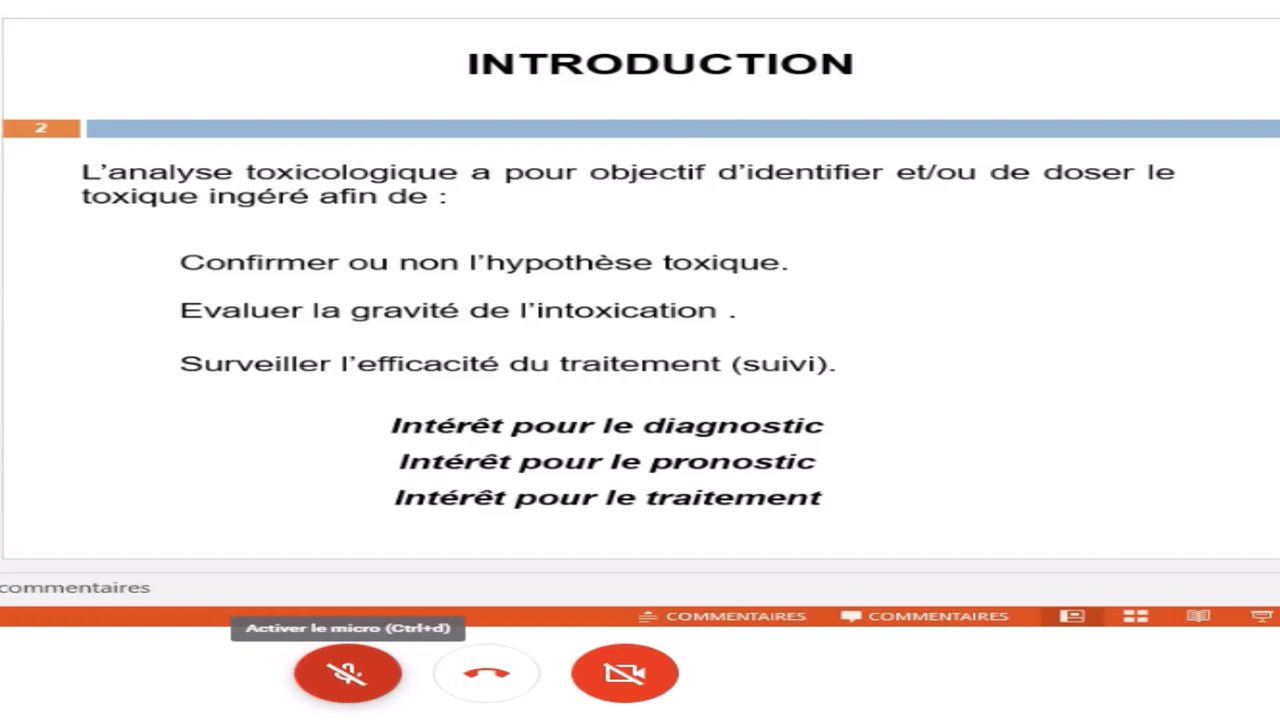 INTRODUCTION
2
L'analyse toxicologique a pour objectif d'identifier et/ou de doser le
toxique ingéré afin de :
Confirmer ou non l'hypothèse toxique.
Evaluer la gravité de l'intoxication .
Surveiller l'efficacité du traitement (suivi).
Intérêt pour le diagnostic
Intérêt pour le pronostic
Intérêt pour le traitement
commentaires
COMMENTAIRES COMMENTAIRES
Activer le micro (Ctrl+d)